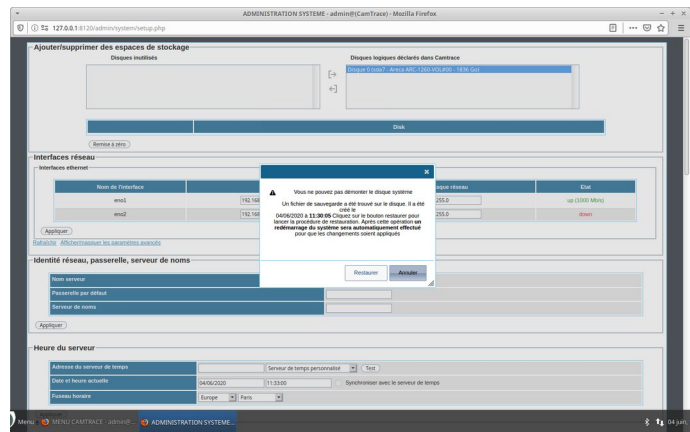 ADMINISTRATION SYSTEME - admin@(CamTrace) - Mozilla Firefox
127.0.0.1:8120/admin/system/setup.php
Ajouter/supprimer des espaces de stockage
Disques inutilisés
Disques logiques déclarés dans Camtrace
Disque 0 (sda7 - Areca ARC-1260-VOL#00 - 1836 Go)
Disk
Remise à zéro
Interfaces réseau
Interfaces ethernet
Nom de l'interface
asque réseau
Etat
eno1
192.168
255.0
up (1000 Mb/s)
eno2
192.168
255.0
down
Appliquer
Rafraîchir Afficher/masquer les paramètres avancés
Vous ne pouvez pas démonter le disque système
Un fichier de sauvegarde a été trouvé sur le disque. Il a été
créé le
04/06/2020 à 11:30:05 Cliquez sur le bouton restaurer pour
lancer la procédure de restauration. Après cette opération un
redémarrage du système sera automatiquement effectué
pour que les changements soient appliqués
Restaurer
Annuler
Identité réseau, passerelle, serveur de noms
Nom serveur
Passerelle par défaut
Serveur de noms
Appliquer
Heure du serveur
Adresse du serveur de temps
Serveur de temps personnalisé
Test
Date et heure actuelle
04/06/2020
11:33:00
Synchroniser avec le serveur de temps
Fuseau horaire
Europe
Paris
Menu
MENU CAMTRACE - admin@...
ADMINISTRATION SYSTEME...
04 juin,